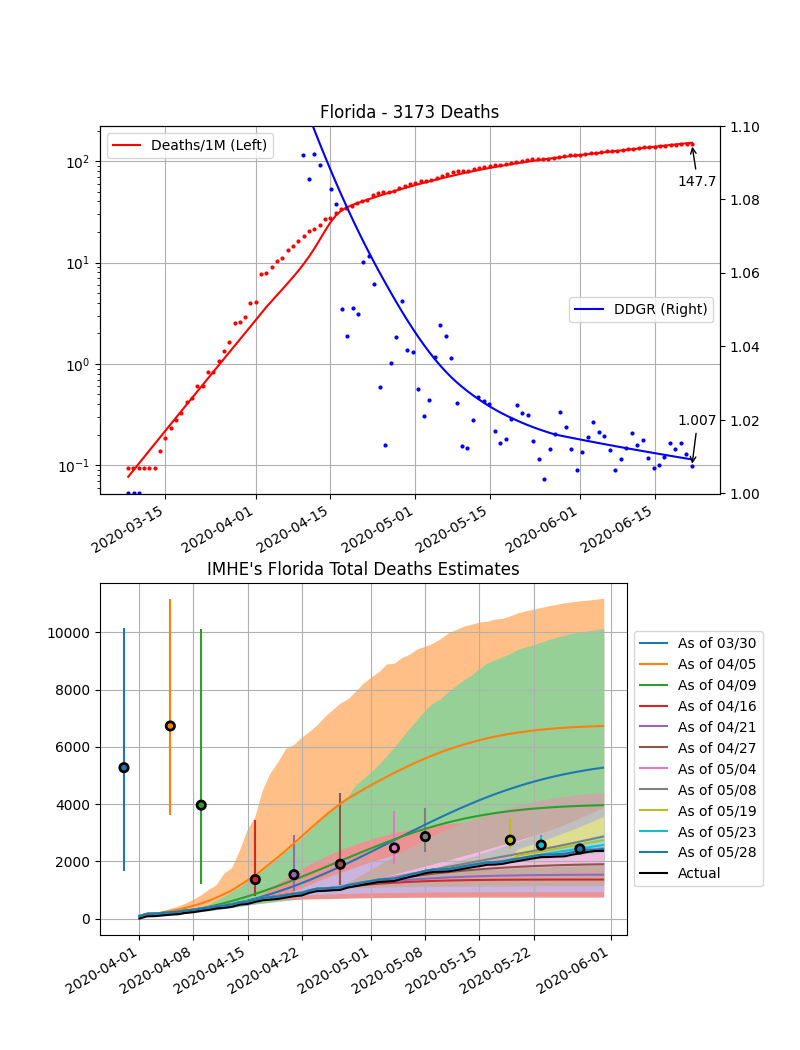 Florida - 3173 Deaths
Deaths/1M (Left)
DDGR (Right)
147.7
1.007
10²
10¹
10⁰
10⁻¹
1.10
1.08
1.06
1.04
1.02
1.00
2020-03-15
2020-04-01
2020-04-15
2020-05-01
2020-05-15
2020-06-01
2020-06-15
IMHE's Florida Total Deaths Estimates
10000
8000
6000
4000
2000
0
2020-04-01
2020-04-08
2020-04-15
2020-04-22
2020-05-01
2020-05-08
2020-05-15
2020-05-22
2020-06-01
As of 03/30
As of 04/05
As of 04/09
As of 04/16
As of 04/21
As of 04/27
As of 05/04
As of 05/08
As of 05/19
As of 05/23
As of 05/28
Actual